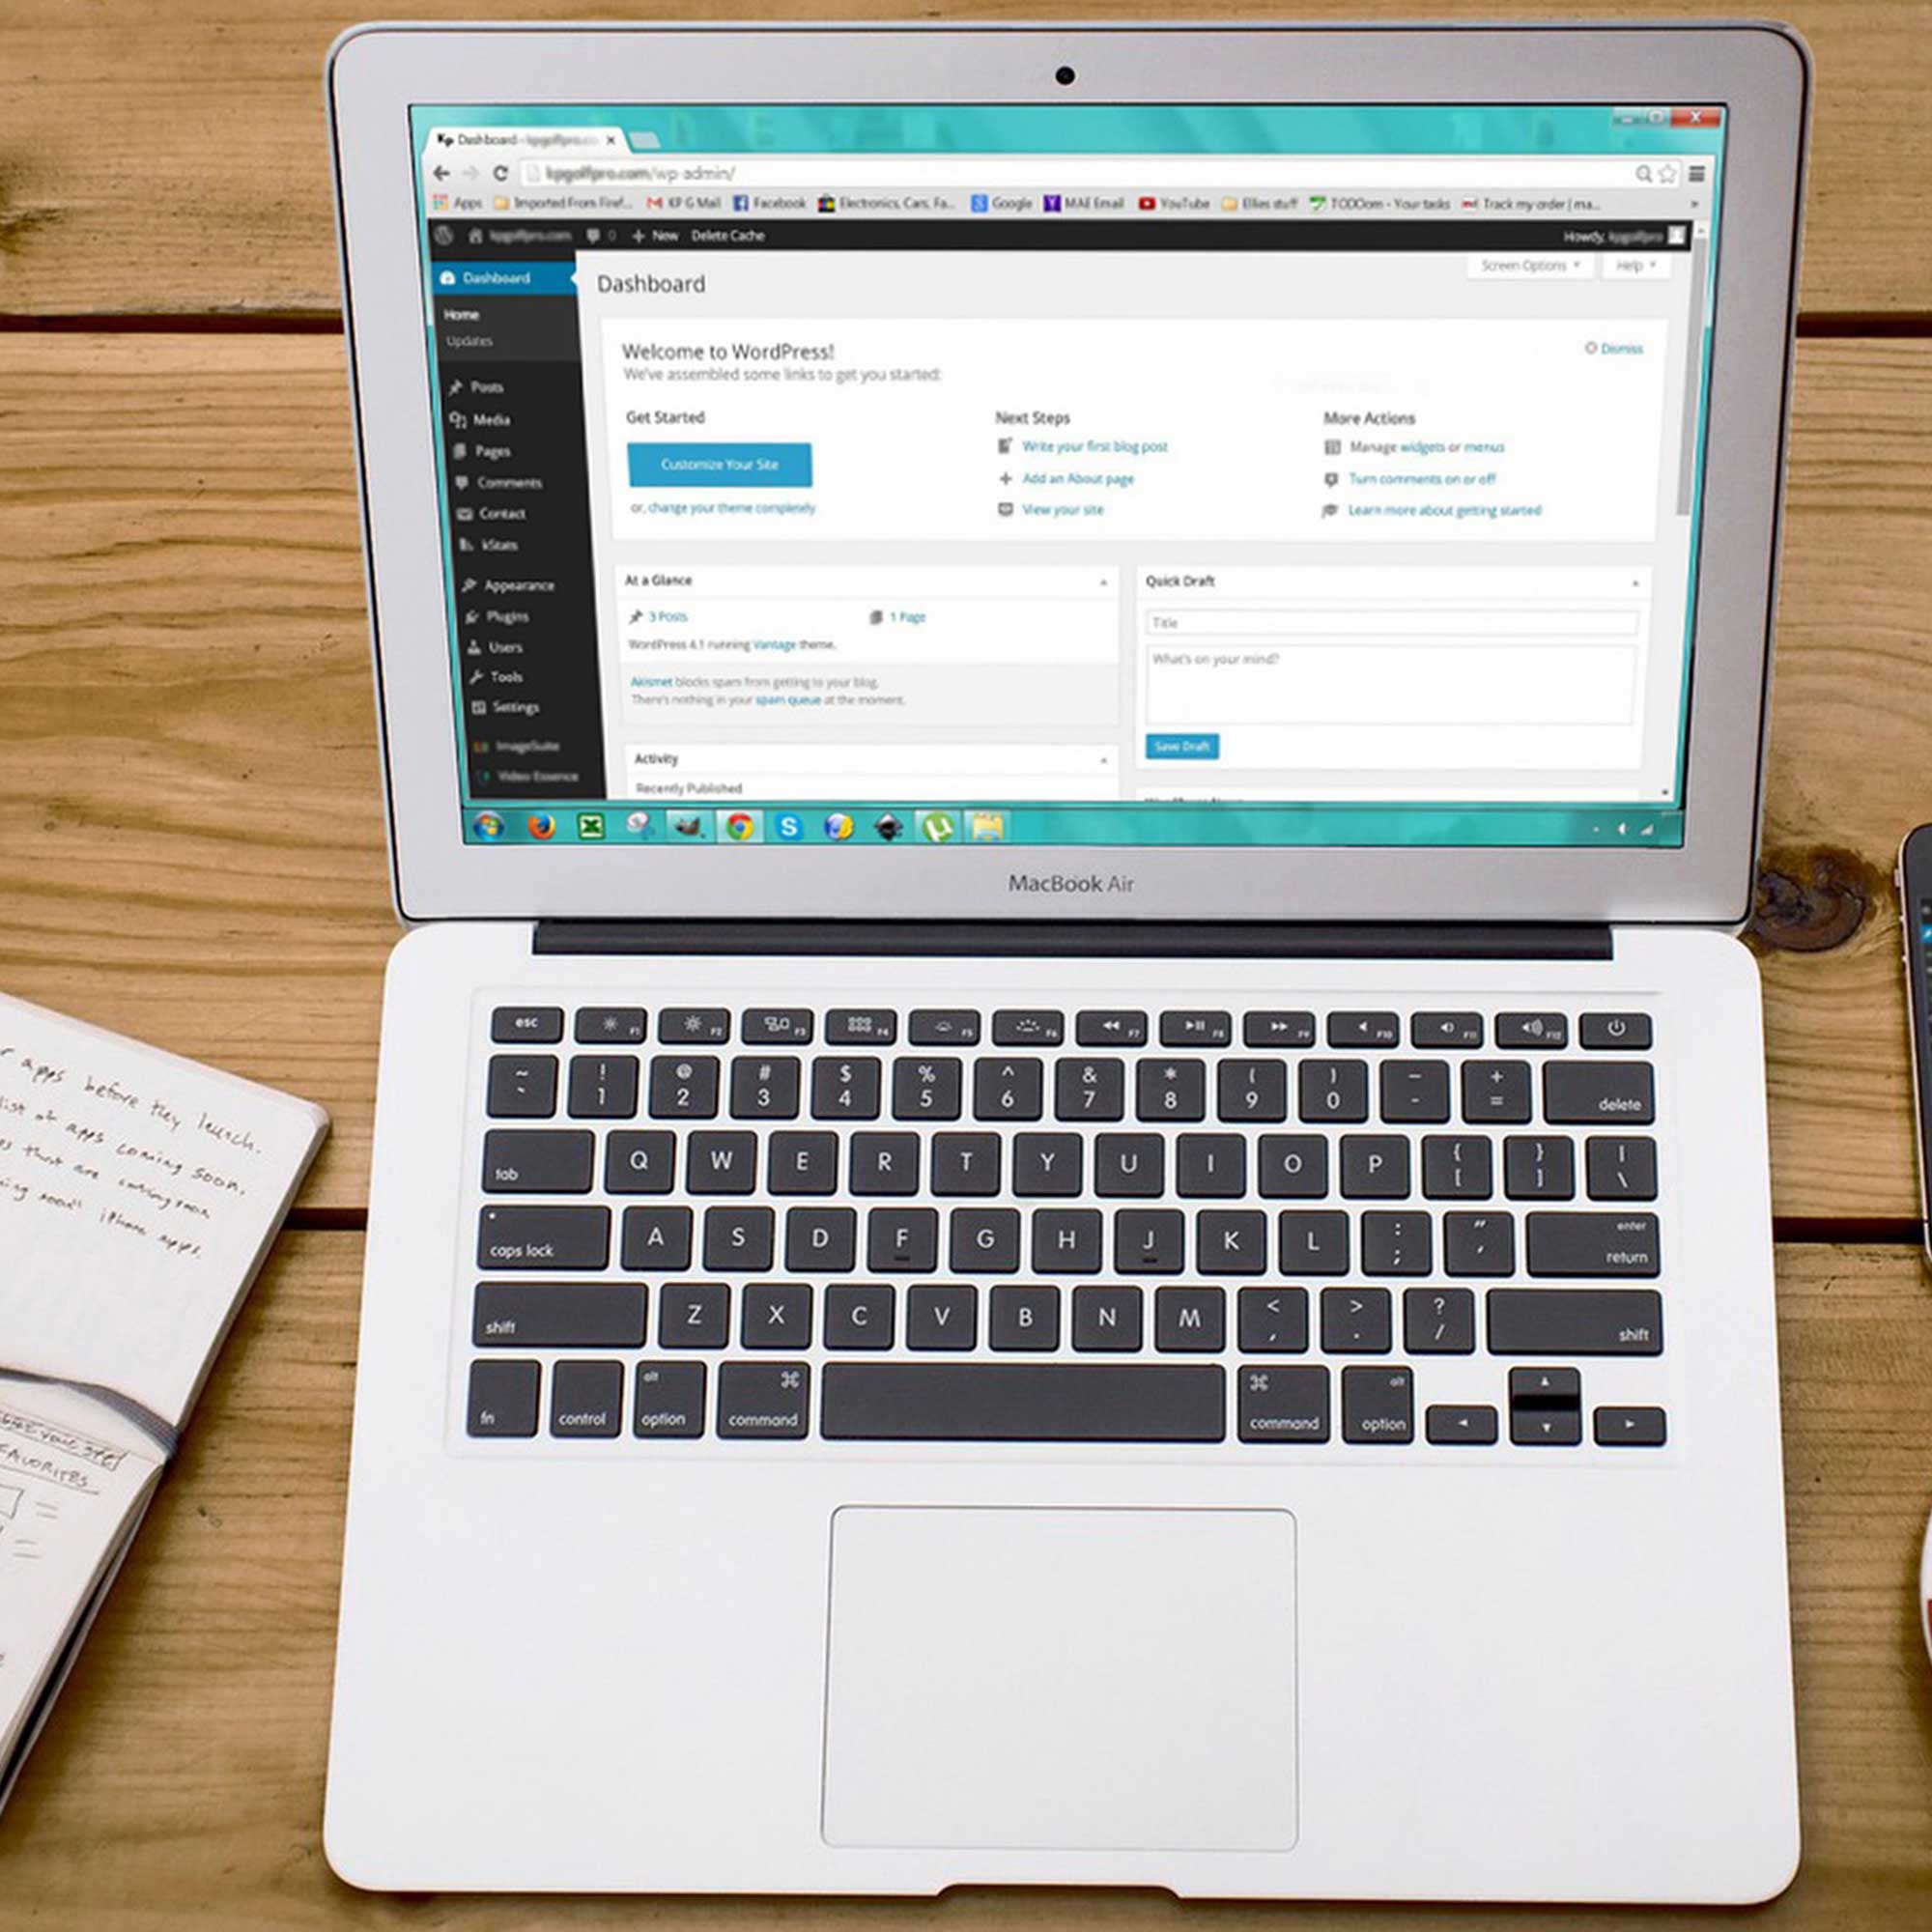 Dashboard - kpgolfpro.co
kpgolfpro.com/wp-admin/
Apps Imported From Firef... KP G Mail Facebook Electronics, Cars, Fa... Google MAE Email YouTube Ellies stuff TODOom - Your tasks Track my order | ma... »
kpgolfpro.com 0 + New Delete Cache Howdy, kpgolfpro
Dashboard
Home
Updates
Posts
Media
Pages
Comments
Contact
kStats
Appearance
Plugins
Users
Tools
Settings
ImageSuite
Video Essence
Screen Options Help
Dashboard
Welcome to WordPress!
We've assembled some links to get you started:
Dismiss
Get Started
Customize Your Site
or, change your theme completely
Next Steps
Write your first blog post
Add an About page
View your site
More Actions
Manage widgets or menus
Turn comments on or off
Learn more about getting started
At a Glance
3 Posts 1 Page
WordPress 4.1 running Vantage theme.
Akismet blocks spam from getting to your blog.
There's nothing in your spam queue at the moment.
Activity
Recently Published
Quick Draft
Title
What's on your mind?
Save Draft
MacBook Air
esc F1 F2 F3 F4 F5 F6 F7 F8 F9 F10 F11 F12
~ ! @ # $ % ^ & * ( ) — +
` 1 2 3 4 5 6 7 8 9 0 - = delete
tab Q W E R T Y U I O P { [ } ] | \
caps lock A S D F G H J K L : ; " ' enter return
shift Z X C V B N M < , > . ? / shift
fn control alt option ⌘ command ⌘ command alt option
apps before they launch.
list of apps coming soon.
that are coming soon
iPhone apps.
FAVORITES